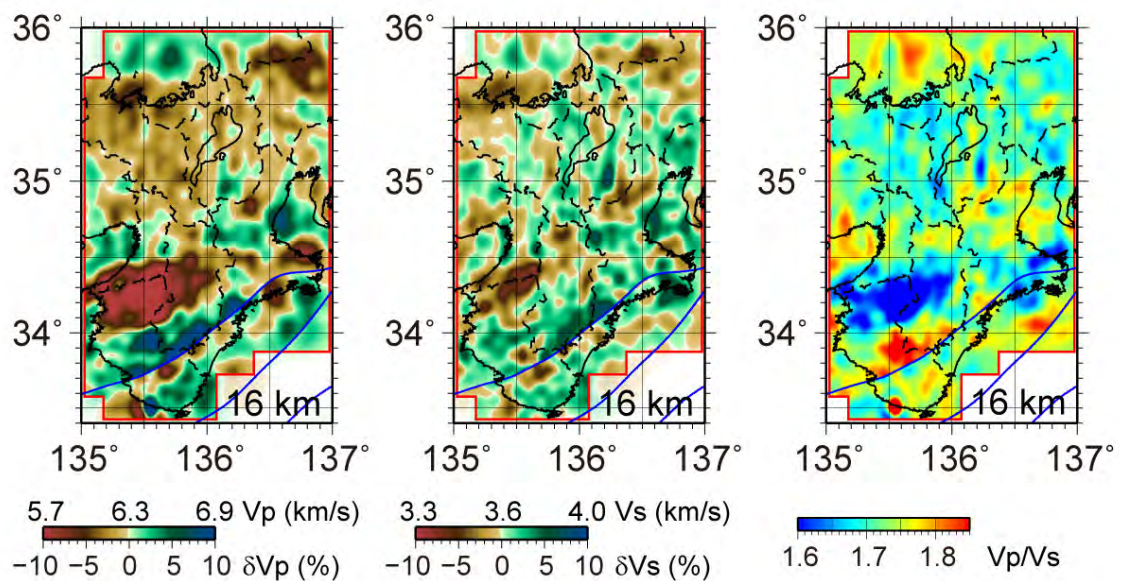 36°
36°
36°
35°
35°
35°
34°
34°
34°
16 km
16 km
16 km
135° 136° 137°
135° 136° 137°
135° 136° 137°
5.7 6.3 6.9 Vp (km/s)
−10 −5 0 5 10 δVp (%)
3.3 3.6 4.0 Vs (km/s)
−10 −5 0 5 10 δVs (%)
1.6 1.7 1.8 Vp/Vs